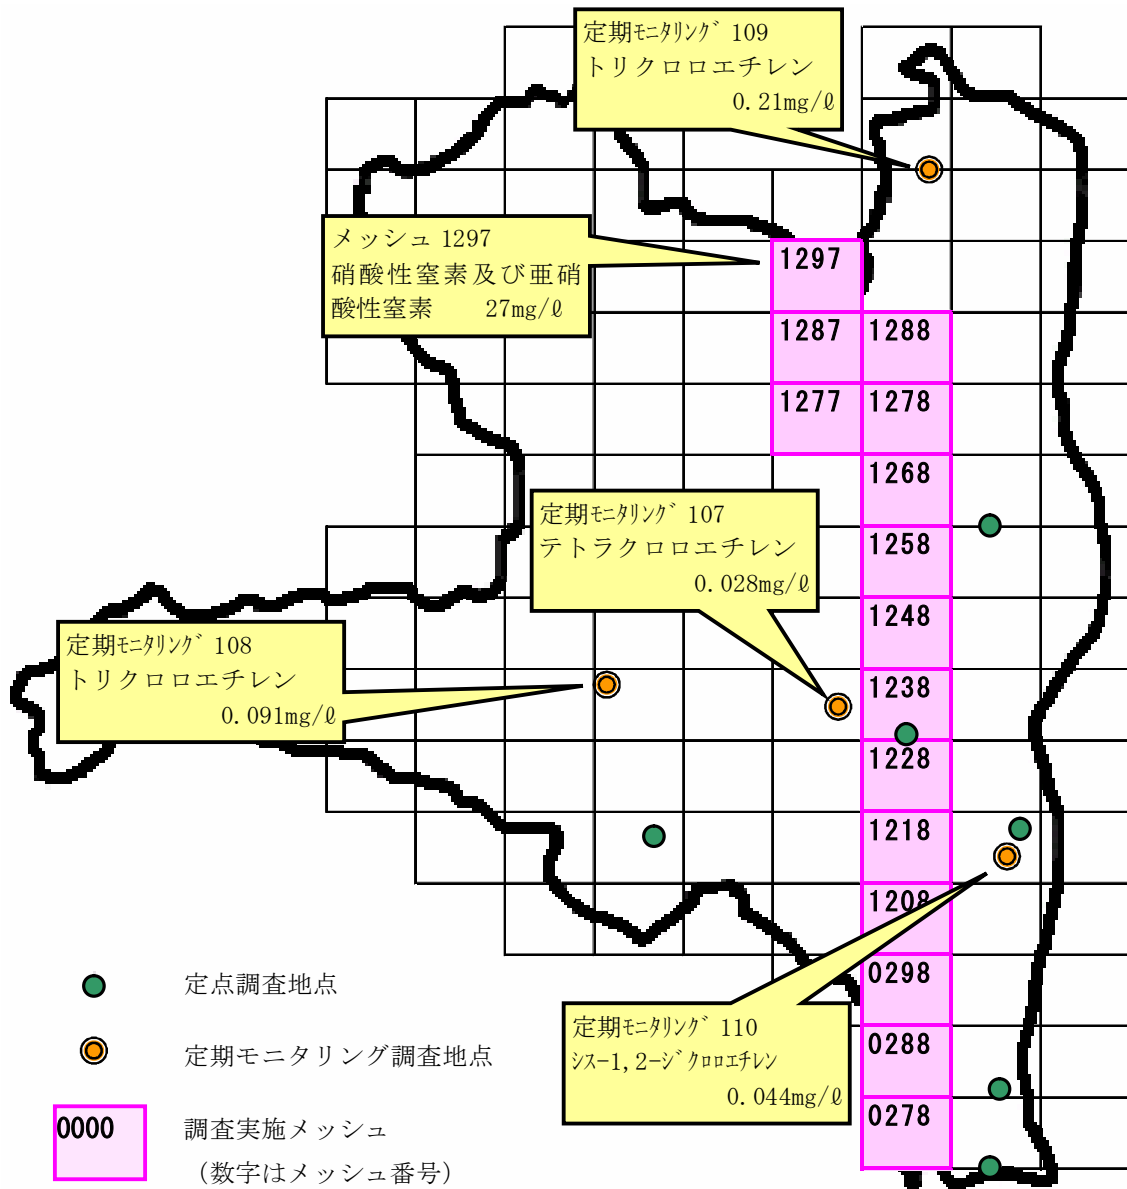 定期ﾓﾆﾀﾘﾝｸﾞ 109
トリクロロエチレン
0.21mg/ℓ
メッシュ 1297
硝酸性窒素及び亜硝
酸性窒素 27mg/ℓ
1297
1287 1288
1277 1278
1268
定期ﾓﾆﾀﾘﾝｸﾞ 107
テトラクロロエチレン
0.028mg/ℓ
1258
1248
定期ﾓﾆﾀﾘﾝｸﾞ 108
トリクロロエチレン
0.091mg/ℓ
1238
1228
1218
1208
0298
定期ﾓﾆﾀﾘﾝｸﾞ 110
ｼｽ-1,2-ｼﾞｸﾛﾛｴﾁﾚﾝ
0.044mg/ℓ
0288
0278
定点調査地点
定期モニタリング調査地点
0000 調査実施メッシュ
（数字はメッシュ番号）